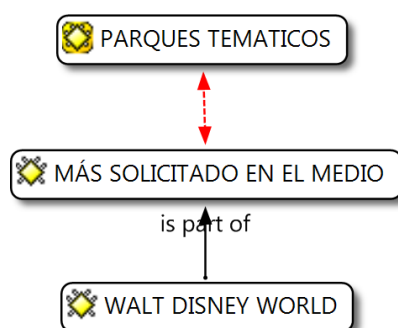 PARQUES TEMATICOS
MÁS SOLICITADO EN EL MEDIO
is part of
WALT DISNEY WORLD